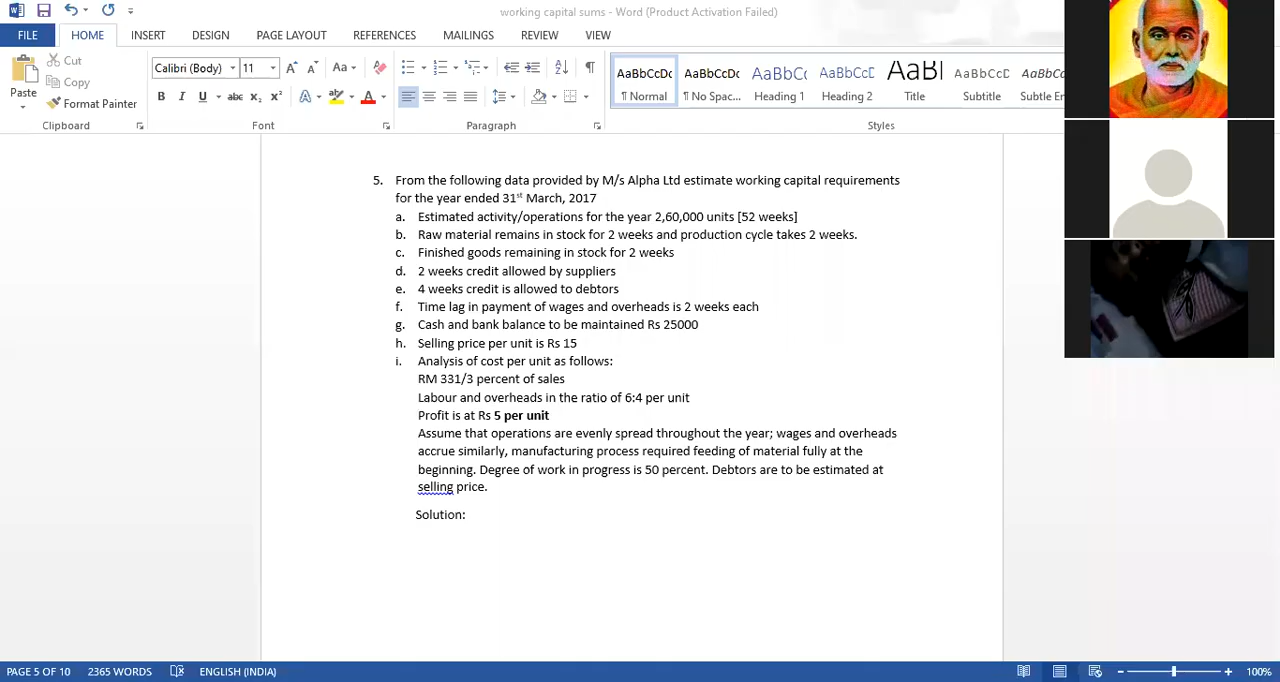 working capital sums - Word (Product Activation Failed)
FILE HOME INSERT DESIGN PAGE LAYOUT REFERENCES MAILINGS REVIEW VIEW
Cut
Copy
Format Painter
Paste
Calibri (Body) 11
Aa
B I U abc x₂ x²
A ab A
AaBbCcDc AaBbCcDc AaBbC AaBbCcD AaB AaBbCcD AaBbCcD
¶ Normal ¶ No Spac... Heading 1 Heading 2 Title Subtitle Subtle Em
Clipboard Font Paragraph Styles
5. From the following data provided by M/s Alpha Ltd estimate working capital requirements
for the year ended 31st March, 2017
a. Estimated activity/operations for the year 2,60,000 units [52 weeks]
b. Raw material remains in stock for 2 weeks and production cycle takes 2 weeks.
c. Finished goods remaining in stock for 2 weeks
d. 2 weeks credit allowed by suppliers
e. 4 weeks credit is allowed to debtors
f. Time lag in payment of wages and overheads is 2 weeks each
g. Cash and bank balance to be maintained Rs 25000
h. Selling price per unit is Rs 15
i. Analysis of cost per unit as follows:
RM 331/3 percent of sales
Labour and overheads in the ratio of 6:4 per unit
Profit is at Rs 5 per unit
Assume that operations are evenly spread throughout the year; wages and overheads
accrue similarly, manufacturing process required feeding of material fully at the
beginning. Degree of work in progress is 50 percent. Debtors are to be estimated at
selling price.
Solution:
PAGE 5 OF 10 2365 WORDS ENGLISH (INDIA) 100%